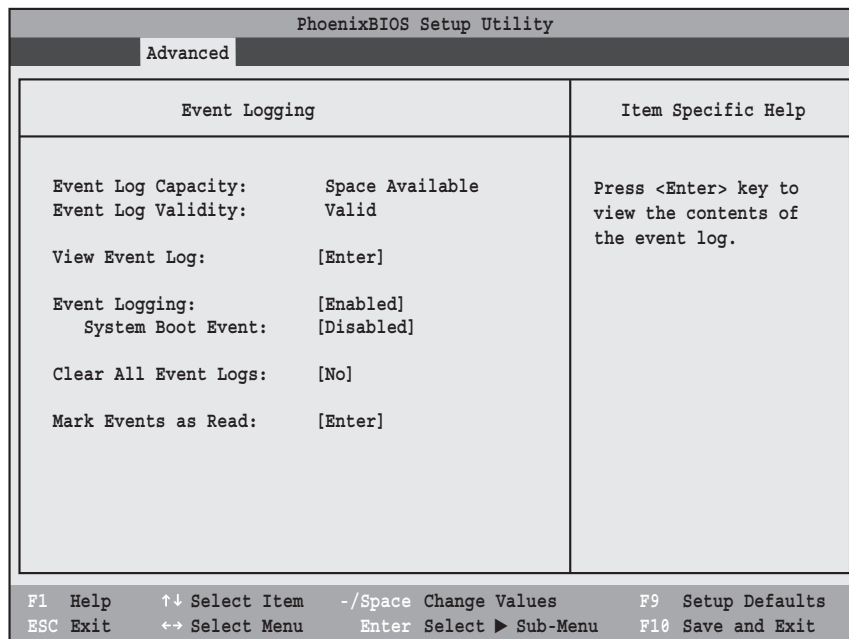 PhoenixBIOS Setup Utility
Advanced
Event Logging
Item Specific Help
Event Log Capacity: Space Available
Event Log Validity: Valid
View Event Log: [Enter]
Event Logging: [Enabled]
System Boot Event: [Disabled]
Clear All Event Logs: [No]
Mark Events as Read: [Enter]
Press <Enter> key to
view the contents of
the event log.
F1 Help ↑↓ Select Item -/Space Change Values F9 Setup Defaults
ESC Exit ←→ Select Menu Enter Select ▶ Sub-Menu F10 Save and Exit